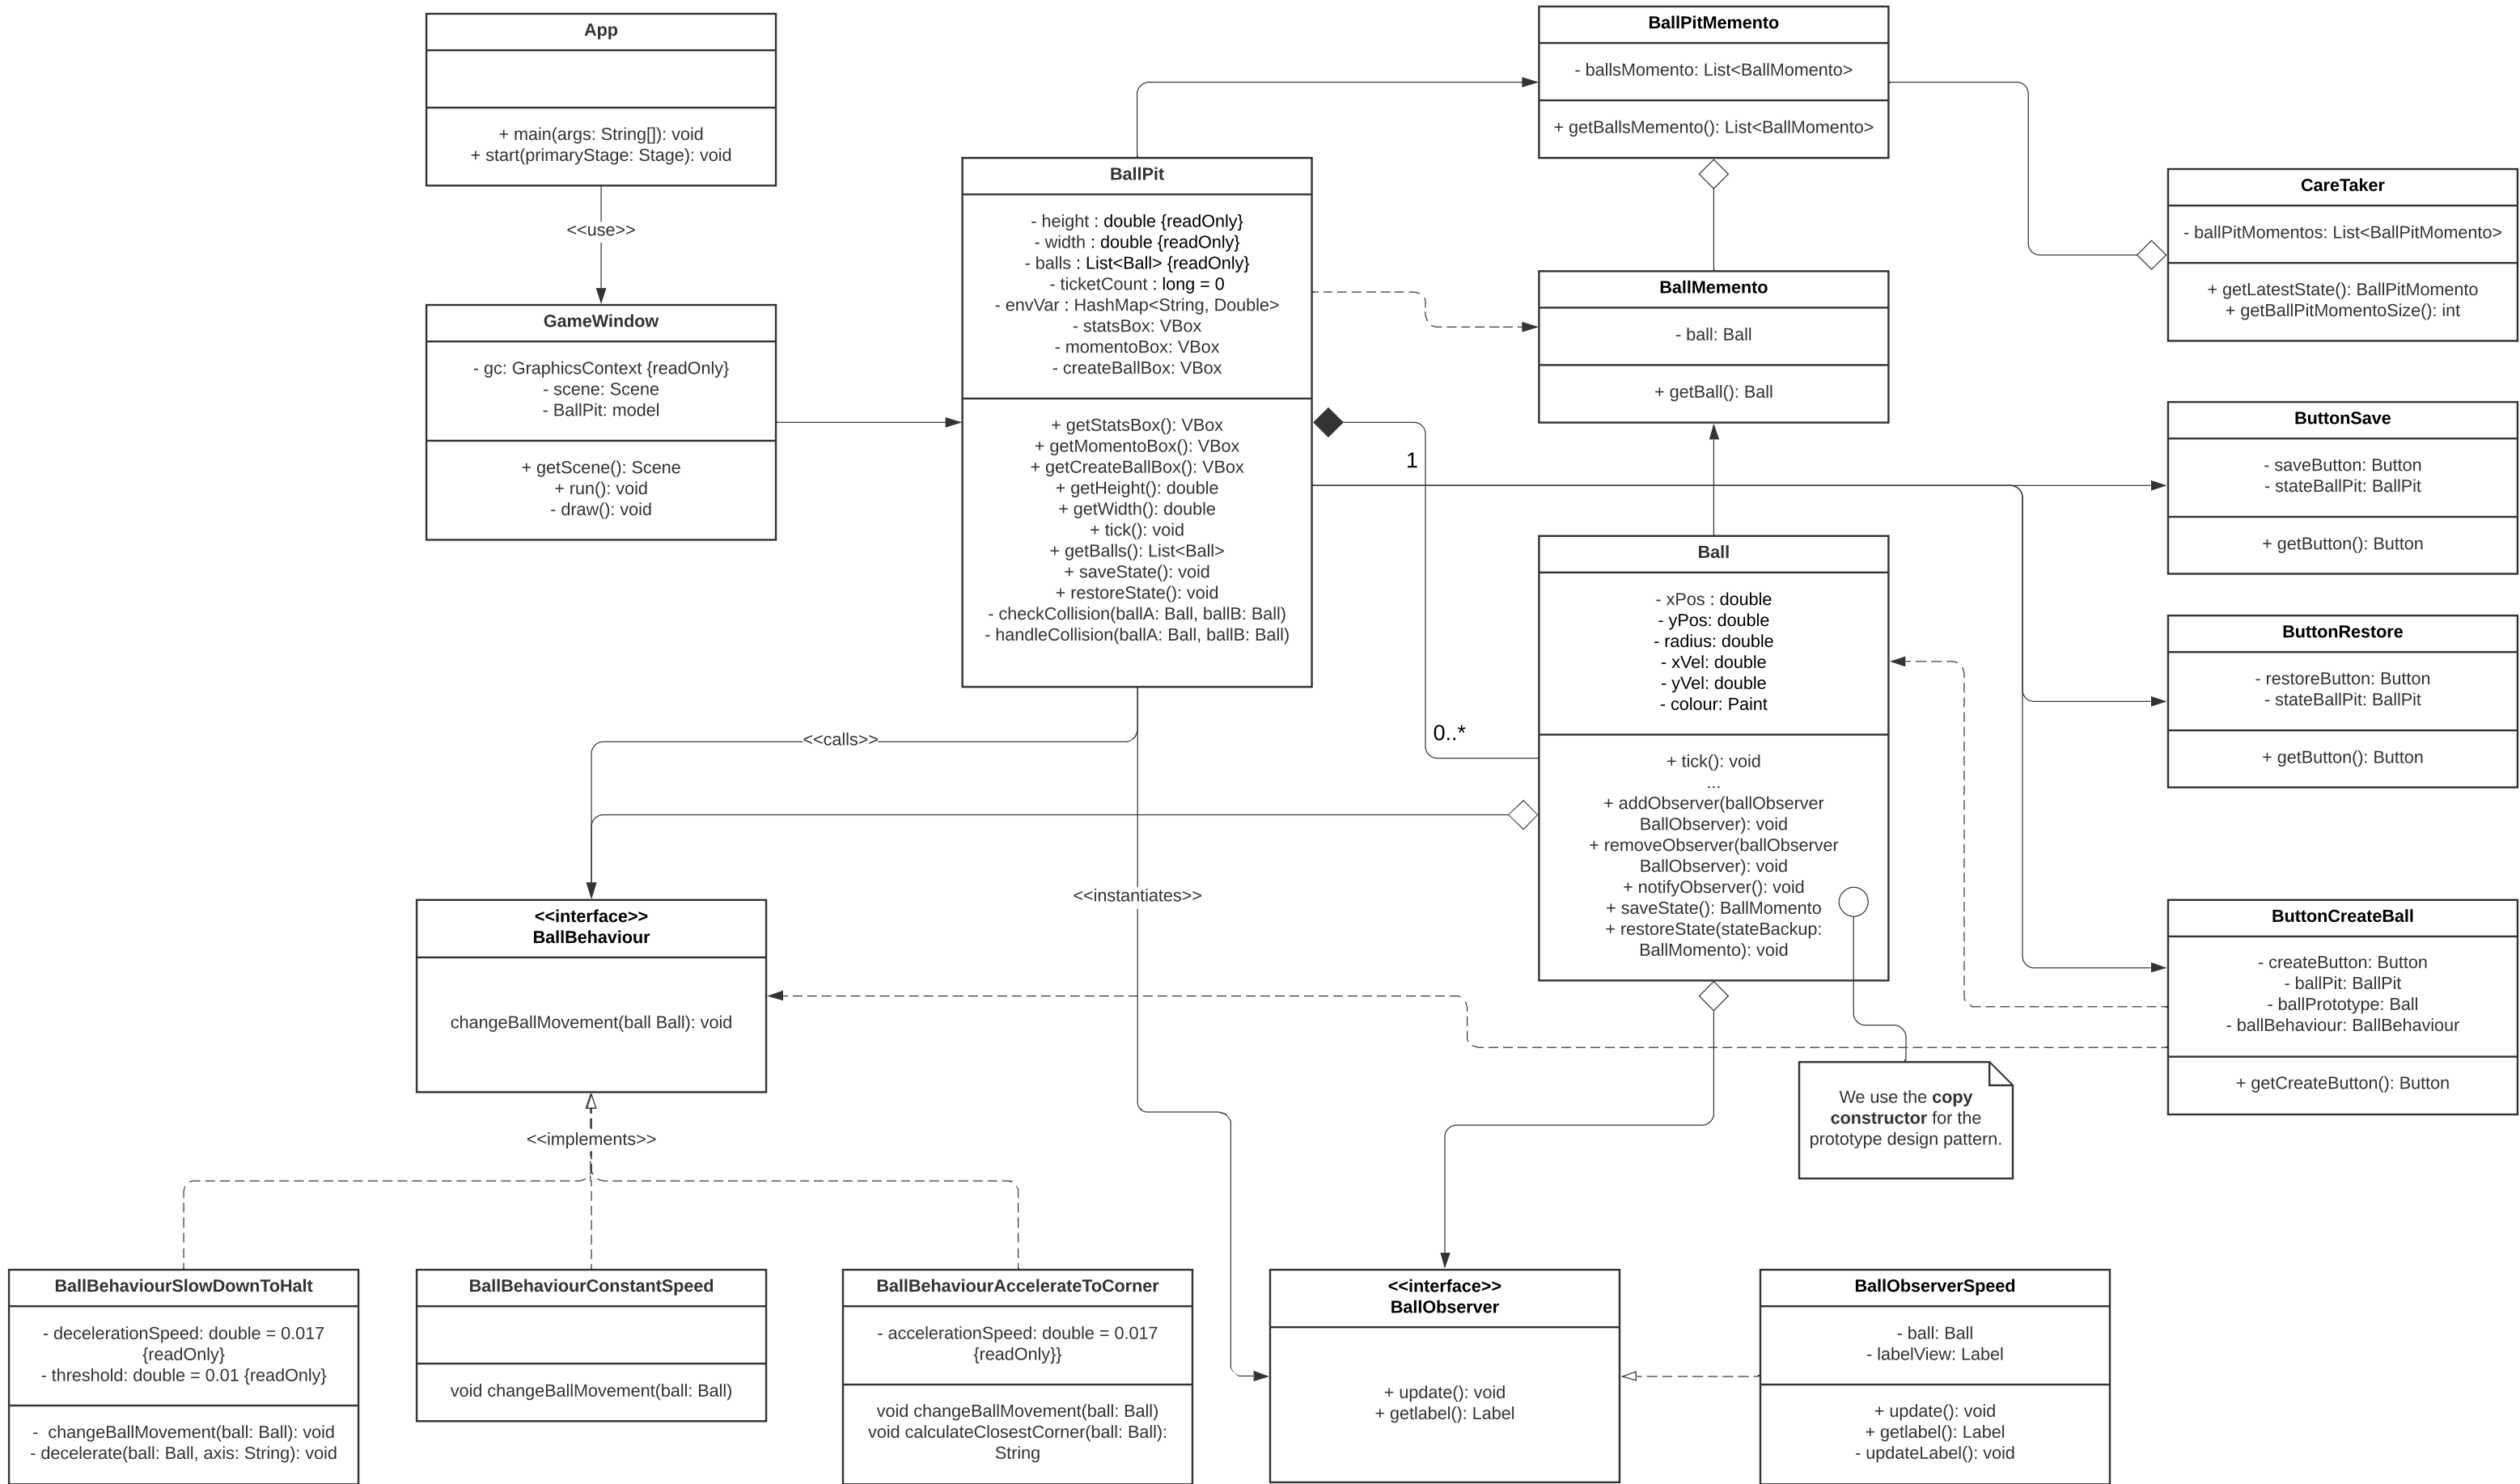 App
+ main(args: String[]): void
+ start(primaryStage: Stage): void
<<use>>
GameWindow
- gc: GraphicsContext {readOnly}
- scene: Scene
- BallPit: model
+ getScene(): Scene
+ run(): void
- draw(): void
BallPit
- height : double {readOnly}
- width : double {readOnly}
- balls : List<Ball> {readOnly}
- ticketCount : long = 0
- envVar : HashMap<String, Double>
- statsBox: VBox
- momentoBox: VBox
- createBallBox: VBox
+ getStatsBox(): VBox
+ getMomentoBox(): VBox
+ getCreateBallBox(): VBox
+ getHeight(): double
+ getWidth(): double
+ tick(): void
+ getBalls(): List<Ball>
+ saveState(): void
+ restoreState(): void
- checkCollision(ballA: Ball, ballB: Ball)
- handleCollision(ballA: Ball, ballB: Ball)
BallPitMemento
- ballsMomento: List<BallMomento>
+ getBallsMemento(): List<BallMomento>
CareTaker
- ballPitMomentos: List<BallPitMomento>
+ getLatestState(): BallPitMomento
+ getBallPitMomentoSize(): int
BallMemento
- ball: Ball
+ getBall(): Ball
ButtonSave
- saveButton: Button
- stateBallPit: BallPit
+ getButton(): Button
1
0..*
Ball
- xPos : double
- yPos: double
- radius: double
- xVel: double
- yVel: double
- colour: Paint
+ tick(): void
...
+ addObserver(ballObserver
BallObserver): void
+ removeObserver(ballObserver
BallObserver): void
+ notifyObserver(): void
+ saveState(): BallMomento
+ restoreState(stateBackup:
BallMomento): void
ButtonRestore
- restoreButton: Button
- stateBallPit: BallPit
+ getButton(): Button
<<calls>>
<<instantiates>>
<<interface>>
BallBehaviour
changeBallMovement(ball Ball): void
ButtonCreateBall
- createButton: Button
- ballPit: BallPit
- ballPrototype: Ball
- ballBehaviour: BallBehaviour
+ getCreateButton(): Button
We use the copy
constructor for the
prototype design pattern.
<<implements>>
BallBehaviourSlowDownToHalt
- decelerationSpeed: double = 0.017
{readOnly}
- threshold: double = 0.01 {readOnly}
- changeBallMovement(ball: Ball): void
- decelerate(ball: Ball, axis: String): void
BallBehaviourConstantSpeed
void changeBallMovement(ball: Ball)
BallBehaviourAccelerateToCorner
- accelerationSpeed: double = 0.017
{readOnly}}
void changeBallMovement(ball: Ball)
void calculateClosestCorner(ball: Ball):
String
<<interface>>
BallObserver
+ update(): void
+ getlabel(): Label
BallObserverSpeed
- ball: Ball
- labelView: Label
+ update(): void
+ getlabel(): Label
- updateLabel(): void